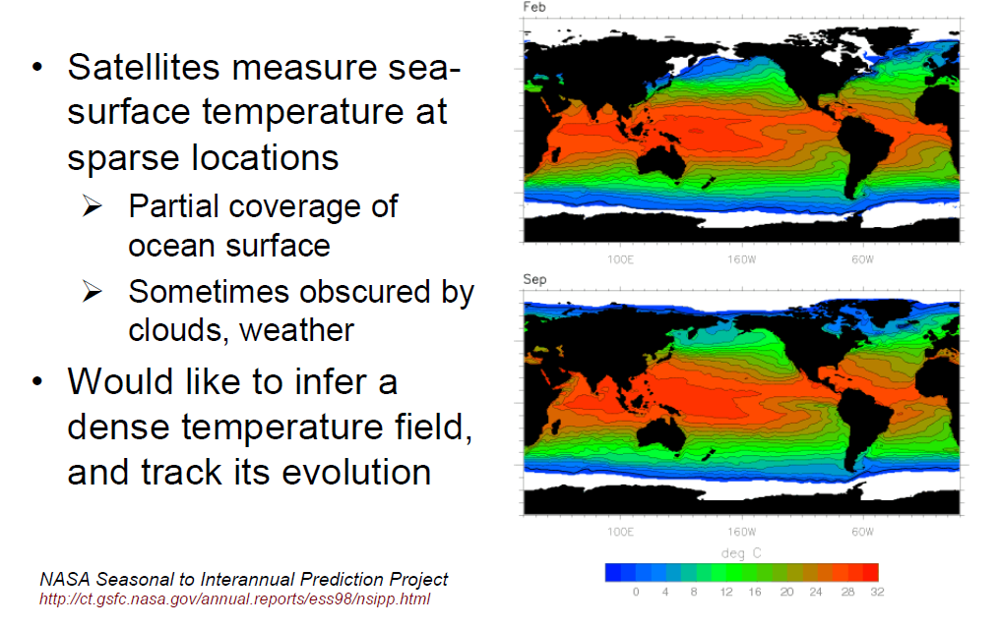 • Satellites measure sea-
surface temperature at
sparse locations
➢ Partial coverage of
ocean surface
➢ Sometimes obscured by
clouds, weather
• Would like to infer a
dense temperature field,
and track its evolution
NASA Seasonal to Interannual Prediction Project
http://ct.gsfc.nasa.gov/annual.reports/ess98/nsipp.html
Feb
100E 160W 60W
Sep
100E 160W 60W
deg C
0 4 8 12 16 20 24 28 32